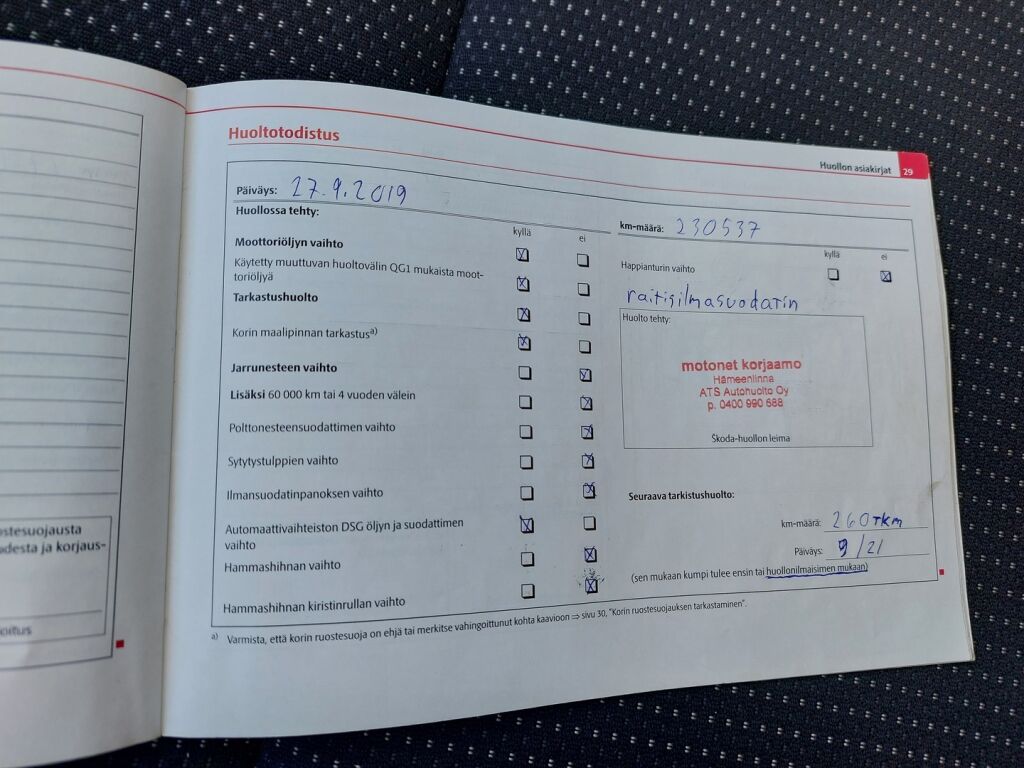 Huoltotodistus
Huollon asiakirjat 29
Päiväys: 27.9.2019
km-määrä: 230537
Huollossa tehty:
kyllä ei
Moottoriöljyn vaihto
Käytetty muuttuvan huoltovälin QG1 mukaista moot-
toriöljyä
Tarkastushuolto
Korin maalipinnan tarkastus a)
Jarrunesteen vaihto
Lisäksi 60 000 km tai 4 vuoden välein
Polttonesteensuodattimen vaihto
Sytytystulppien vaihto
Ilmansuodatinpanoksen vaihto
Automaattivaihteiston DSG öljyn ja suodattimen
vaihto
Hammashihnan vaihto
Hammashihnan kiristinrullan vaihto
kyllä ei
Happianturin vaihto
raitisilmasuodatin
Huolto tehty:
motonet korjaamo
Hämeenlinna
ATS Autohuolto Oy
p. 0400 990 688
Škoda-huollon leima
Seuraava tarkistushuolto:
km-määrä: 260TKM
Päiväys: 9/21
(sen mukaan kumpi tulee ensin tai huollonilmaisimen mukaan)
a) Varmista, että korin ruostesuoja on ehjä tai merkitse vahingoittunut kohta kaavioon ⇒ sivu 30, "Korin ruostesuojauksen tarkastaminen".
ostesuojausta
desta ja korjaus-
oitus